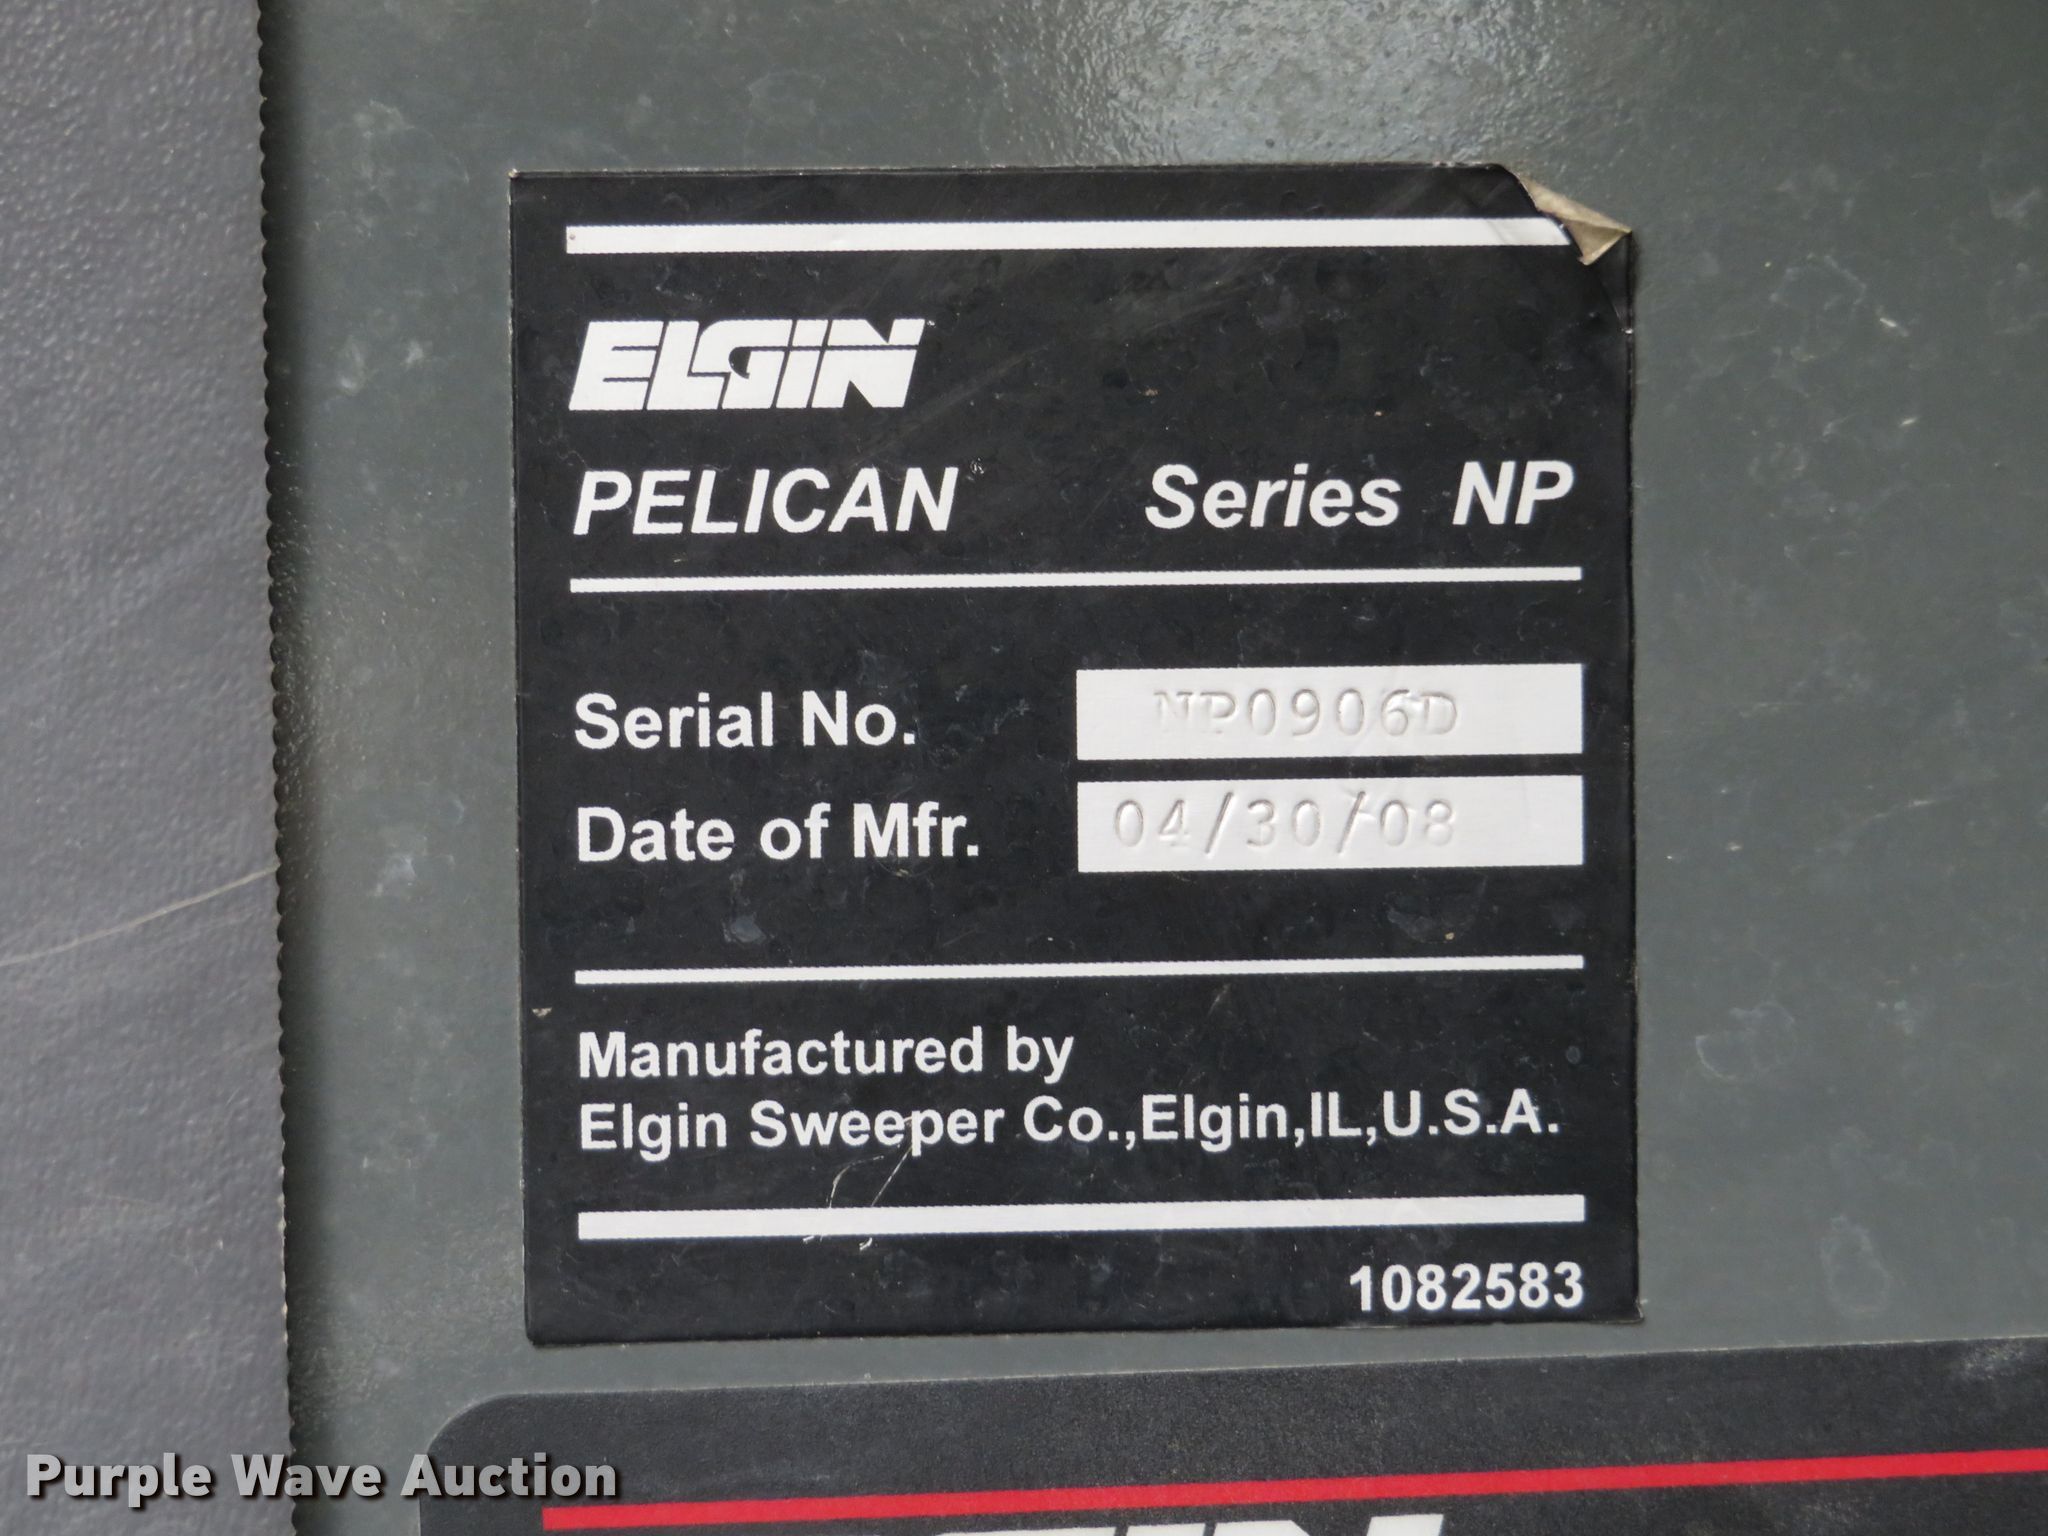 ELGIN
PELICAN® Series NP
Serial No. NP0906D
Date of Mfr. 04/30/08
Manufactured by
Elgin Sweeper Co.,Elgin,IL,U.S.A.
1082583
Purple Wave Auction